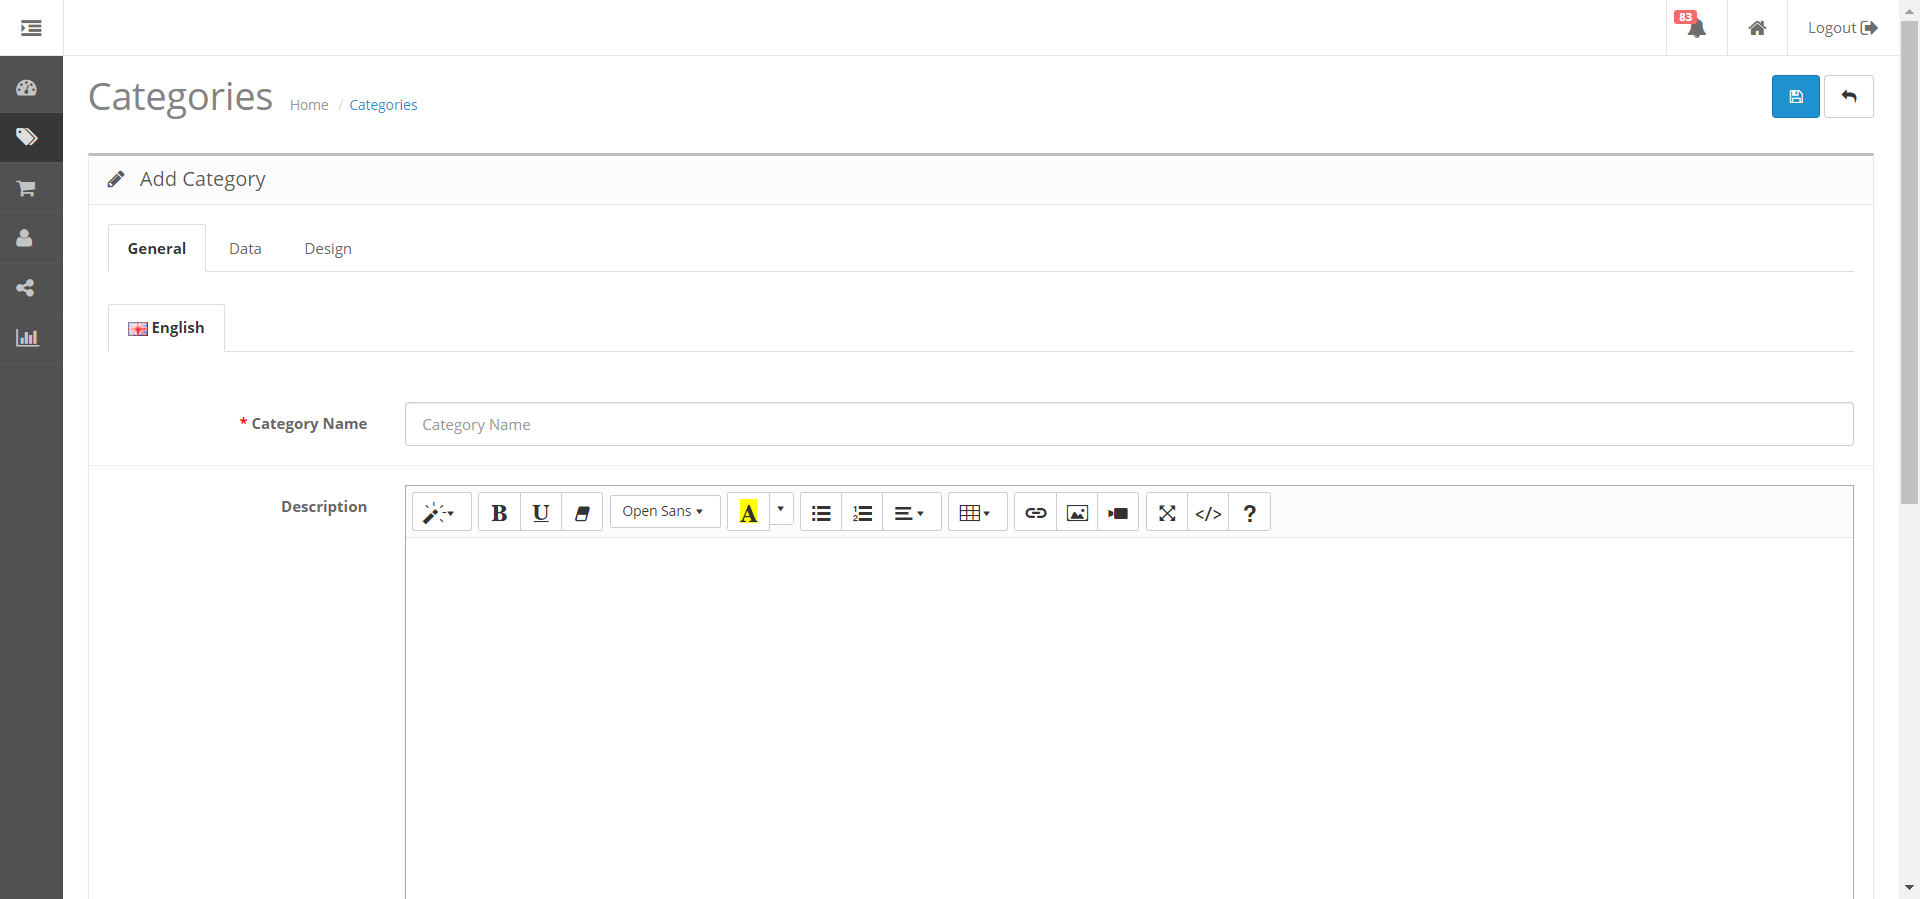 83
Logout
Categories
Home / Categories
Add Category
General Data Design
English
* Category Name
Category Name
Description
B U Open Sans A </> ?